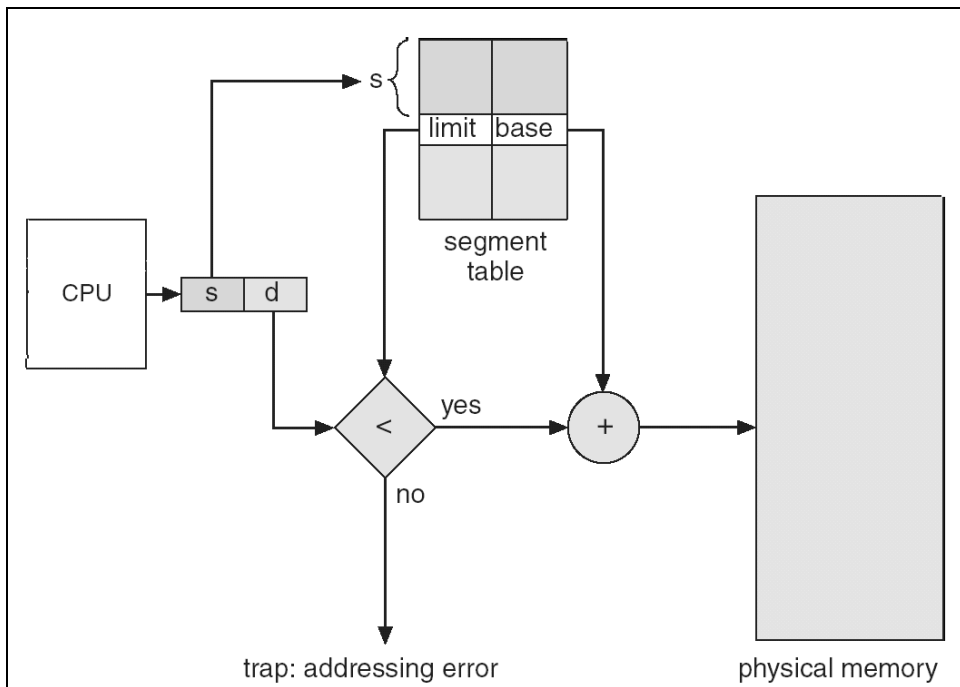 s
limit base
segment
table
CPU
s d
<
yes
+
no
trap: addressing error
physical memory